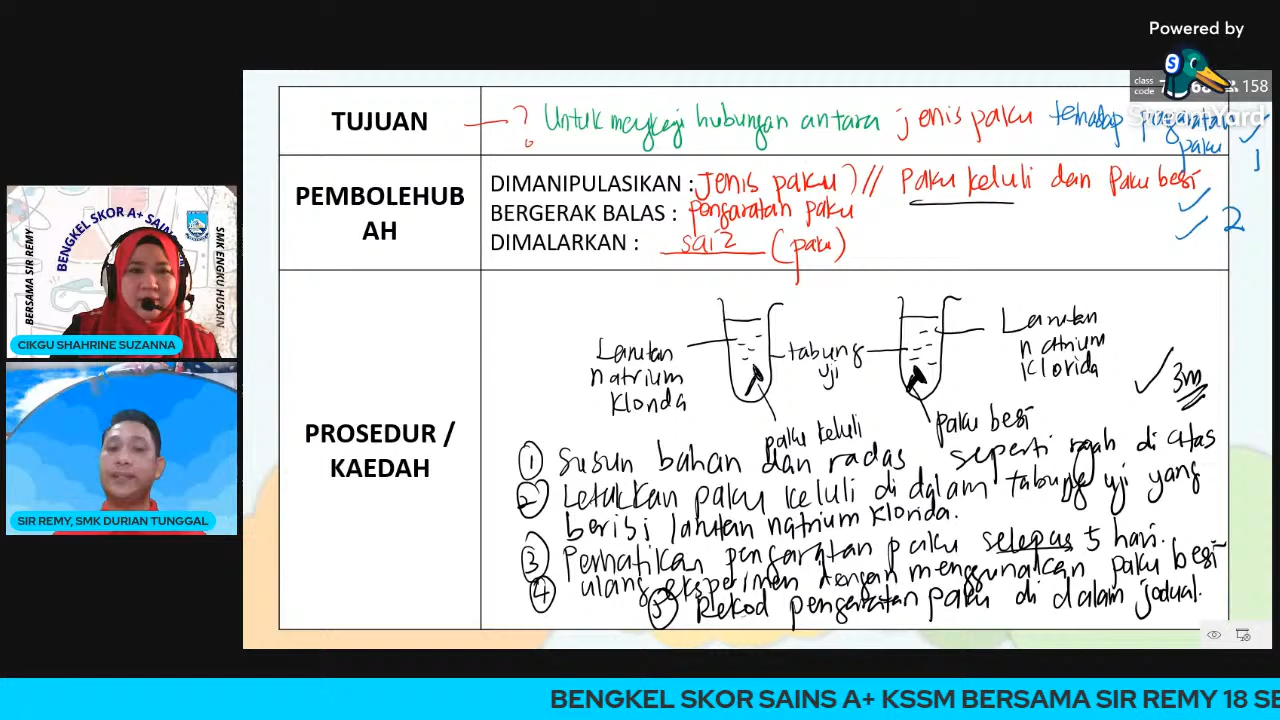 Powered by
class code
158
StreamYard
TUJUAN
? Untuk mengkaji hubungan antara jenis paku terhadap pengaratan
paku
1
PEMBOLEHUB
AH
DIMANIPULASIKAN : Jenis paku) // Paku keluli dan Paku besi
BERGERAK BALAS : pengaratan paku
DIMALARKAN : saiz (paku)
2
PROSEDUR /
KAEDAH
Larutan
natrium
Klorida
tabung
uji
Larutan
natrium
Klorida
3m
paku keluli
paku besi
1 Susun bahan dan radas seperti rajah di atas
2 Letakkan paku keluli di dalam tabung uji yang
berisi larutan natrium klorida.
3 Perhatikan pengaratan paku selepas 5 hari.
4 ulang eksperimen dengan menggunakan paku besi
5 Rekod pengaratan paku di dalam jadual.
BENGKEL SKOR A+ SAINS
BERSAMA SIR REMY
SMK ENGKU HUSAIN
CIKGU SHAHRINE SUZANNA
SIR REMY, SMK DURIAN TUNGGAL
BENGKEL SKOR SAINS A+ KSSM BERSAMA SIR REMY 18 SE